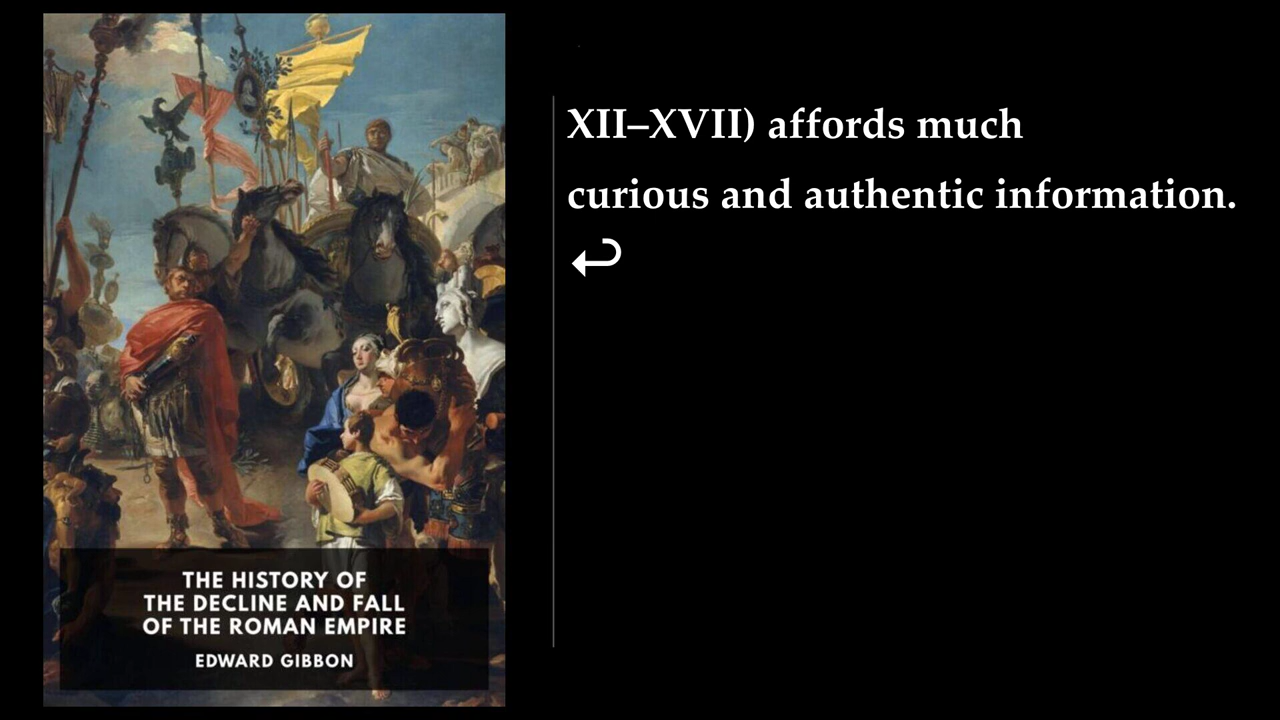 XII–XVII) affords much
curious and authentic information.
↩
THE HISTORY OF
THE DECLINE AND FALL
OF THE ROMAN EMPIRE
EDWARD GIBBON